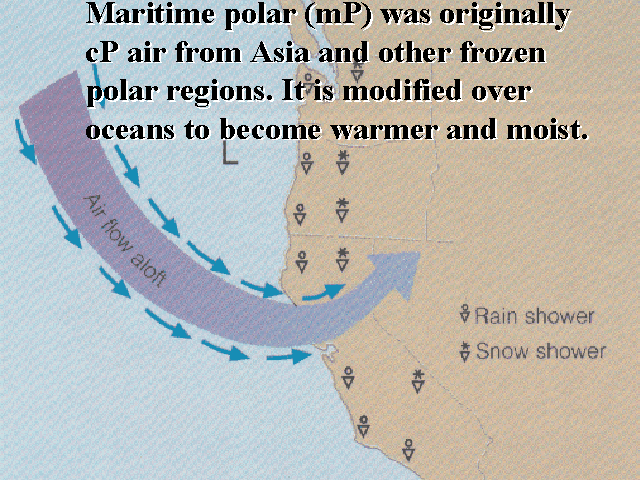 Maritime polar (mP) was originally
cP air from Asia and other frozen
polar regions. It is modified over
oceans to become warmer and moist.
L
Air flow aloft
Rain shower
Snow shower